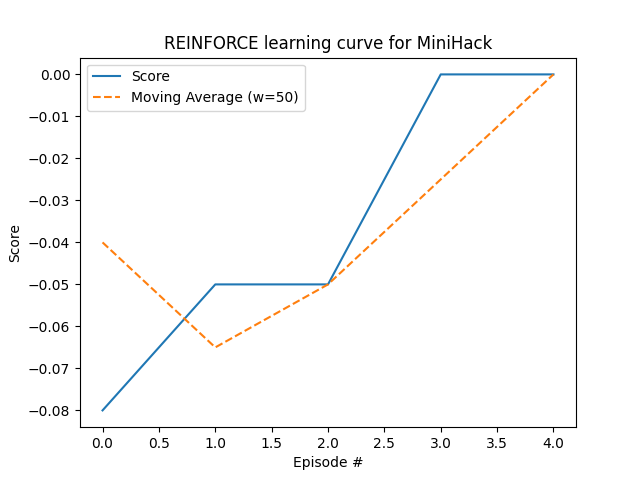 REINFORCE learning curve for MiniHack
Score
Moving Average (w=50)
0.00
−0.01
−0.02
−0.03
−0.04
−0.05
−0.06
−0.07
−0.08
Score
0.0 0.5 1.0 1.5 2.0 2.5 3.0 3.5 4.0
Episode #